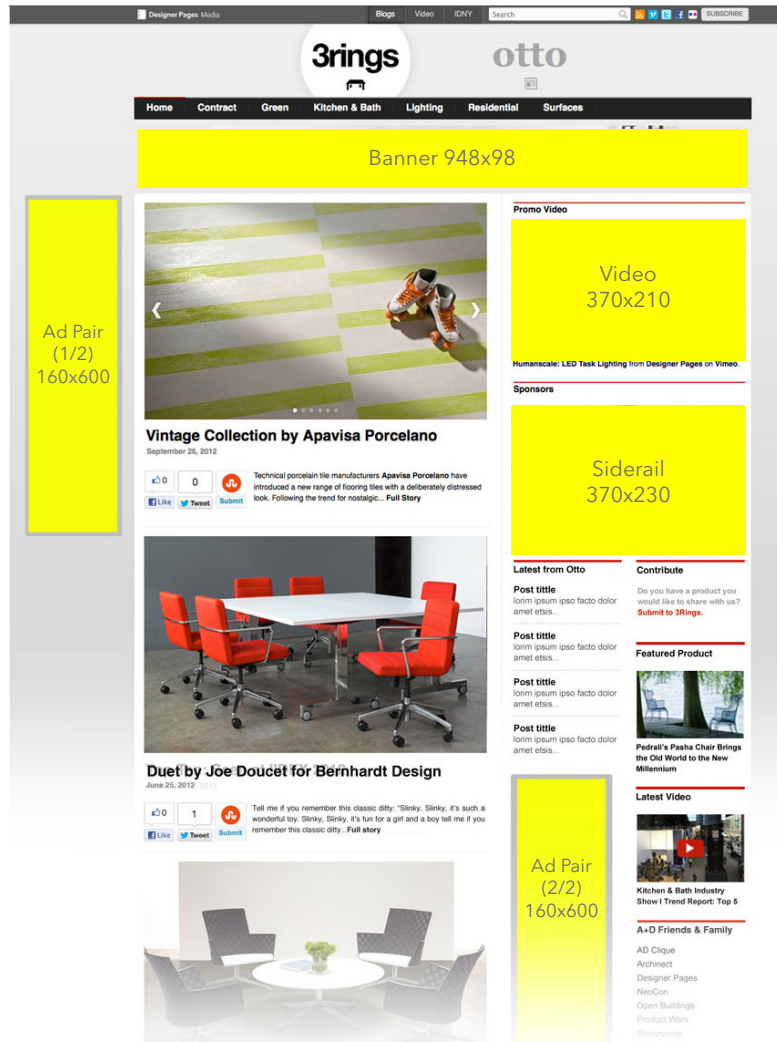 Designer Pages Media
Blogs Video IDNY Search SUBSCRIBE
3rings
otto
Home Contract Green Kitchen & Bath Lighting Residential Surfaces
Banner 948x98
Ad Pair
(1/2)
160x600
Vintage Collection by Apavisa Porcelano
September 26, 2012
0
0
Like
Tweet
Submit
Technical porcelain tile manufacturers Apavisa Porcelano have
introduced a new range of flooring tiles with a deliberately distressed
look. Following the trend for nostalgic... Full Story
Duet by Joe Doucet for Bernhardt Design
June 25, 2012
0
1
Like
Tweet
Submit
Tell me if you remember this classic ditty: “Slinky, Slinky, it's such a
wonderful toy. Slinky, Slinky, it's fun for a girl and a boy tell me if you
remember this classic ditty...Full story
Promo Video
Video
370x210
Humanscale: LED Task Lighting from Designer Pages on Vimeo.
Sponsors
Siderail
370x230
Latest from Otto
Post tittle
lorim ipsum ipso facto dolor
amet etsis...
Post tittle
lorim ipsum ipso facto dolor
amet etsis...
Post tittle
lorim ipsum ipso facto dolor
amet etsis...
Post tittle
lorim ipsum ipso facto dolor
amet etsis...
Ad Pair
(2/2)
160x600
Contribute
Do you have a product you
would like to share with us?
Submit to 3Rings.
Featured Product
Pedrali's Pasha Chair Brings
the Old World to the New
Millennium
Latest Video
Kitchen & Bath Industry
Show I Trend Report: Top 5
A+D Friends & Family
AD Clique
Archinect
Designer Pages
NeoCon
Open Buildings
Product Wars
Showrooms